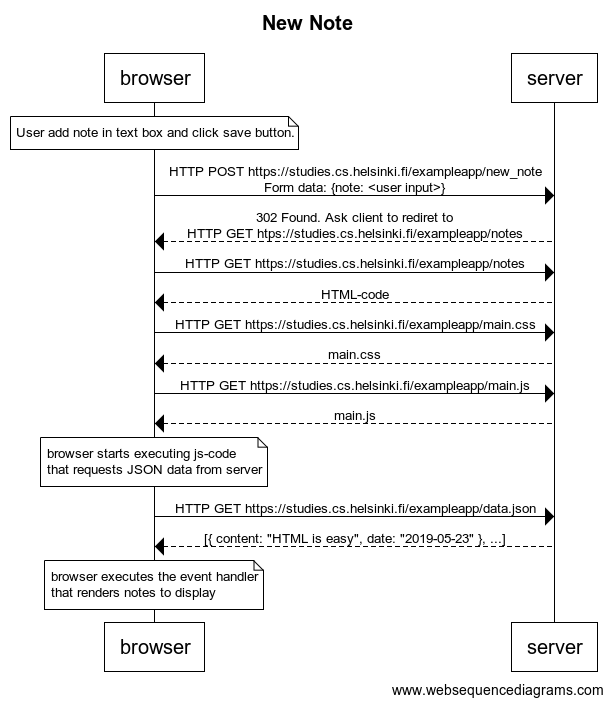 New Note
browser
server
User add note in text box and click save button.
HTTP POST https://studies.cs.helsinki.fi/exampleapp/new_note
Form data: {note: <user input>}
302 Found. Ask client to rediret to
HTTP GET htps://studies.cs.helsinki.fi/exampleapp/notes
HTTP GET https://studies.cs.helsinki.fi/exampleapp/notes
HTML-code
HTTP GET https://studies.cs.helsinki.fi/exampleapp/main.css
main.css
HTTP GET https://studies.cs.helsinki.fi/exampleapp/main.js
main.js
browser starts executing js-code
that requests JSON data from server
HTTP GET https://studies.cs.helsinki.fi/exampleapp/data.json
[{ content: "HTML is easy", date: "2019-05-23" }, ...]
browser executes the event handler
that renders notes to display
browser
server
www.websequencediagrams.com